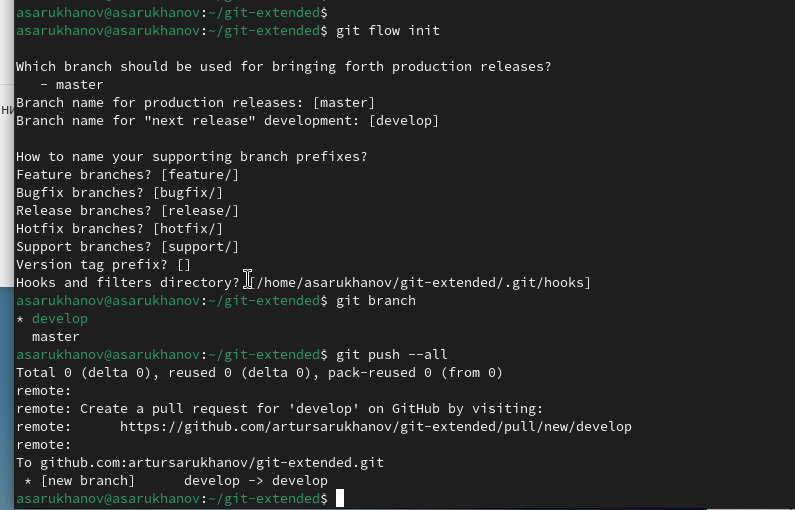 asarukhanov@asarukhanov:~/git-extended$
asarukhanov@asarukhanov:~/git-extended$ git flow init
Which branch should be used for bringing forth production releases?
   - master
Branch name for production releases: [master]
Branch name for "next release" development: [develop]
How to name your supporting branch prefixes?
Feature branches? [feature/]
Bugfix branches? [bugfix/]
Release branches? [release/]
Hotfix branches? [hotfix/]
Support branches? [support/]
Version tag prefix? []
Hooks and filters directory? [/home/asarukhanov/git-extended/.git/hooks]
asarukhanov@asarukhanov:~/git-extended$ git branch
* develop
  master
asarukhanov@asarukhanov:~/git-extended$ git push --all
Total 0 (delta 0), reused 0 (delta 0), pack-reused 0 (from 0)
remote:
remote: Create a pull request for 'develop' on GitHub by visiting:
remote:      https://github.com/artursarukhanov/git-extended/pull/new/develop
remote:
To github.com:artursarukhanov/git-extended.git
 * [new branch]      develop -> develop
asarukhanov@asarukhanov:~/git-extended$